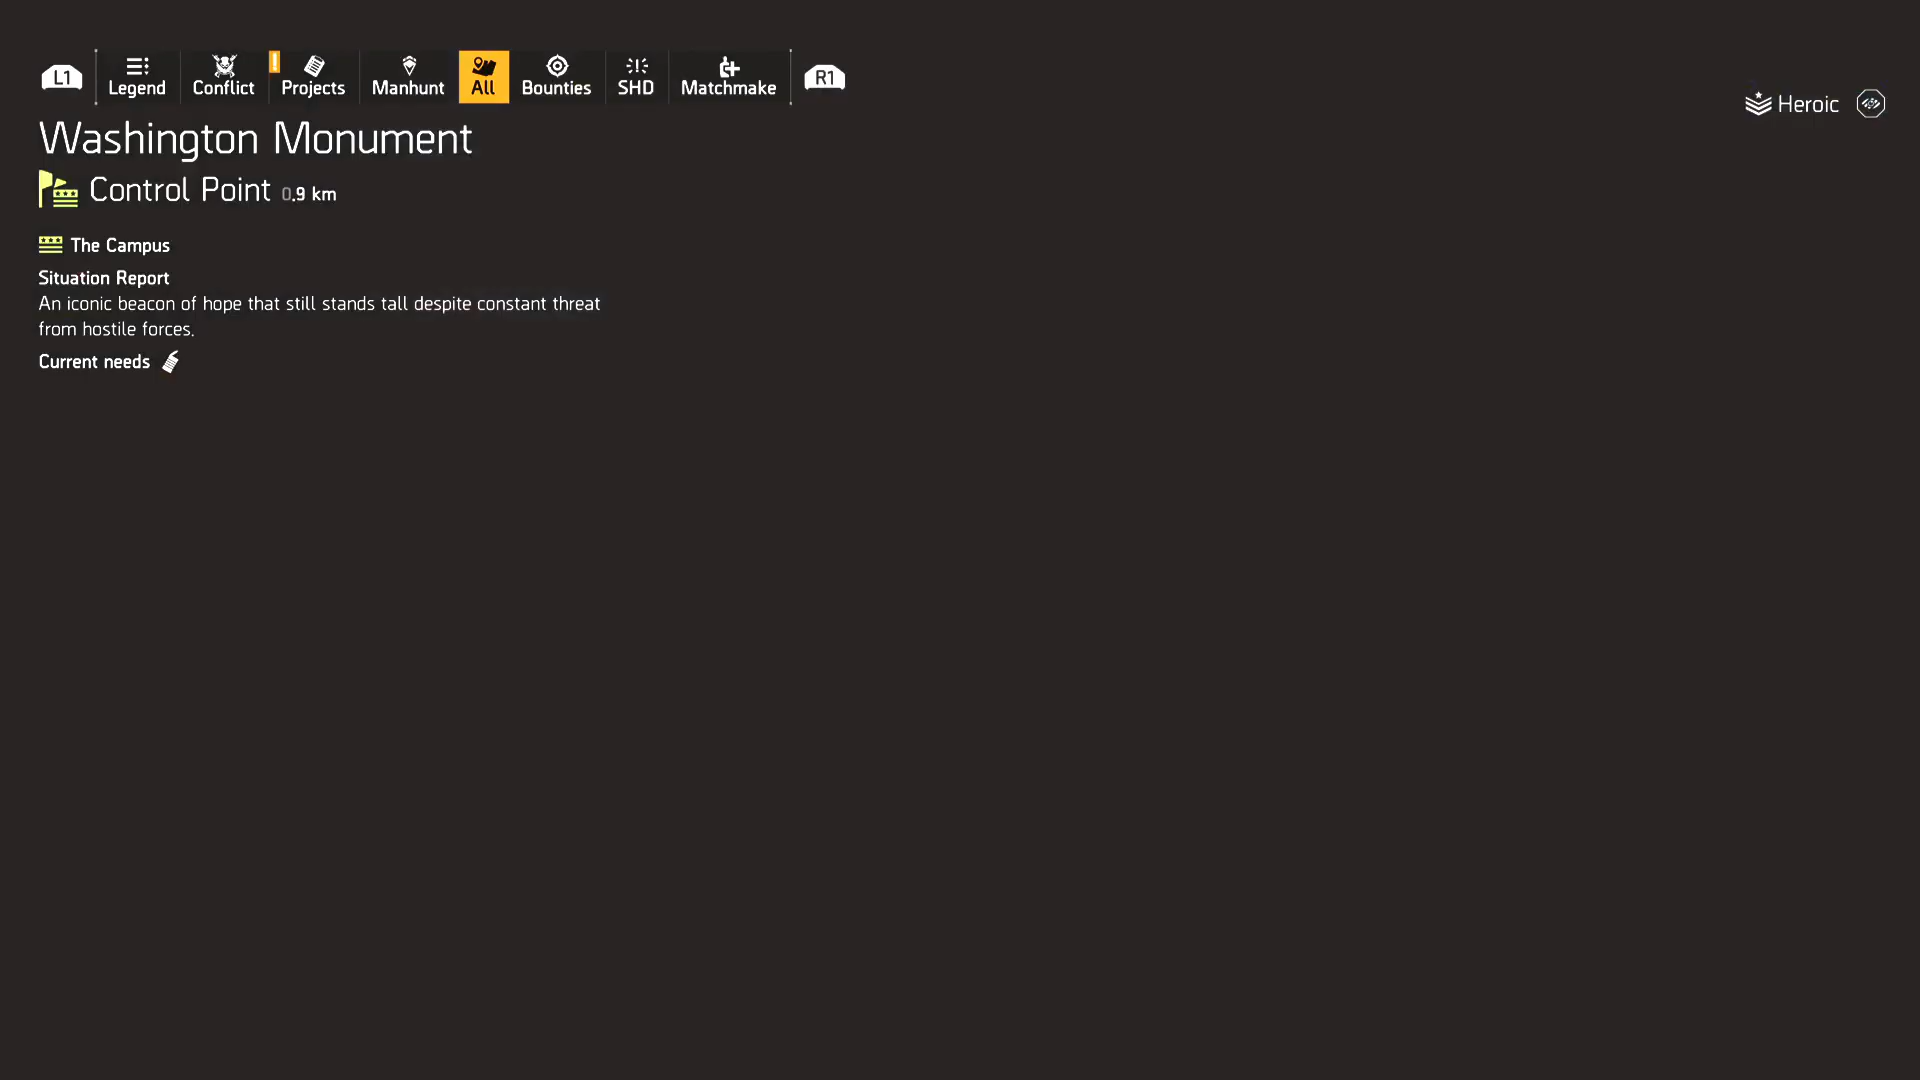 L1 Legend Conflict Projects Manhunt All Bounties SHD Matchmake R1
Heroic
Washington Monument
Control Point 0.9 km
The Campus
Situation Report
An iconic beacon of hope that still stands tall despite constant threat
from hostile forces.
Current needs